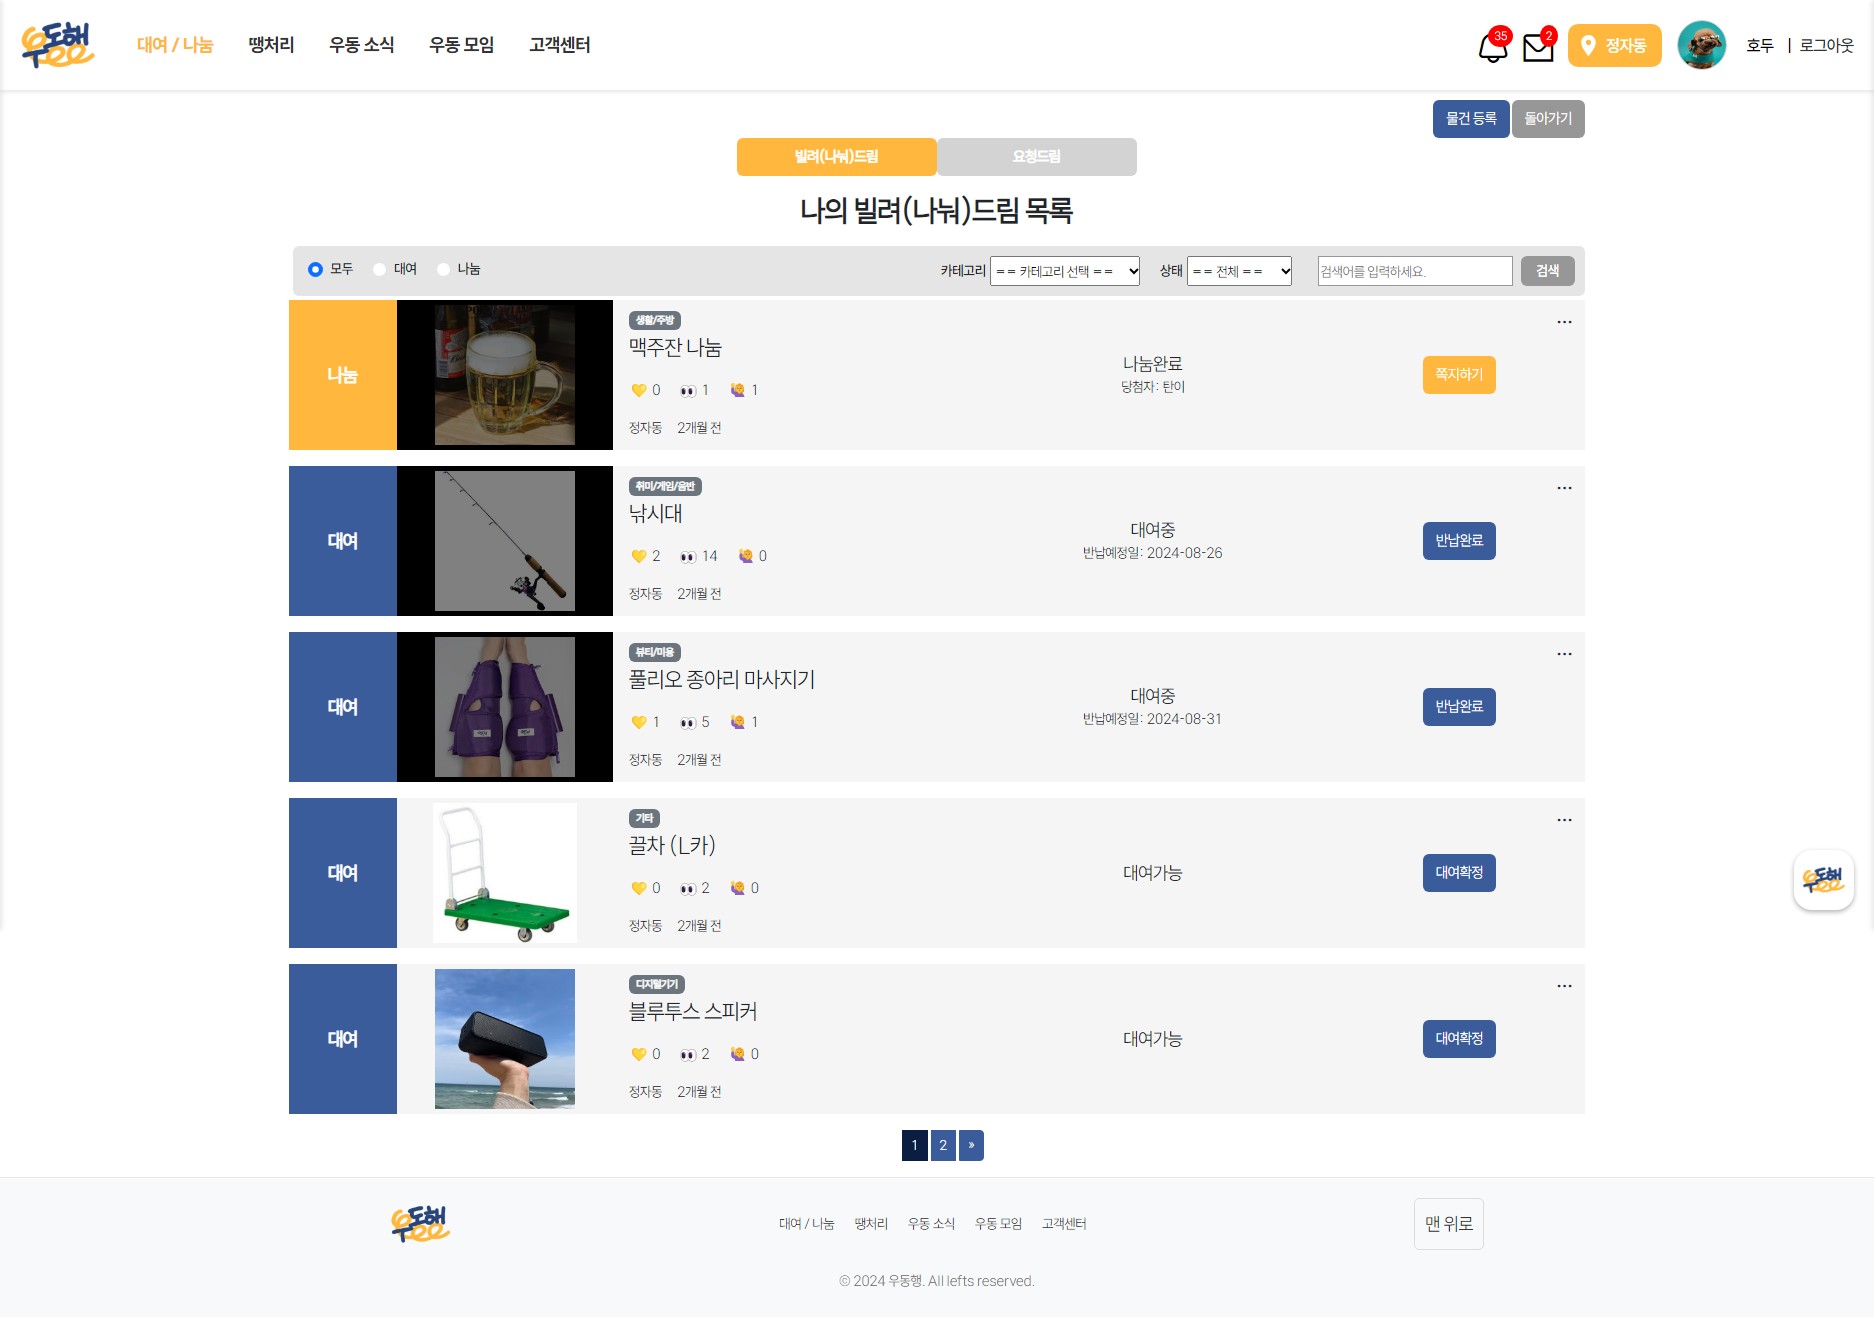 우도해
대여 / 나눔 땡처리 우동 소식 우동 모임 고객센터
35 2 정자동 호두 | 로그아웃
물건 등록 돌아가기
빌려(나눠)드림 요청드림
나의 빌려(나눠)드림 목록
모두 대여 나눔 카테고리 == 카테고리 선택 == 상태 == 전체 == 검색어를 입력하세요. 검색
나눔
생활/주방
맥주잔 나눔
0 1 1
정자동 2개월 전
나눔완료
당첨자: 탄이
쪽지하기
...
대여
취미/게임/음반
낚시대
2 14 0
정자동 2개월 전
대여중
반납예정일: 2024-08-26
반납완료
...
대여
뷰티/미용
풀리오 종아리 마사지기
1 5 1
정자동 2개월 전
대여중
반납예정일: 2024-08-31
반납완료
...
대여
기타
끌차 (L카)
0 2 0
정자동 2개월 전
대여가능
대여확정
...
대여
디지털기기
블루투스 스피커
0 2 0
정자동 2개월 전
대여가능
대여확정
...
우도해
1 2 »
우도해
대여 / 나눔 땡처리 우동 소식 우동 모임 고객센터
맨 위로
© 2024 우동행. All lefts reserved.